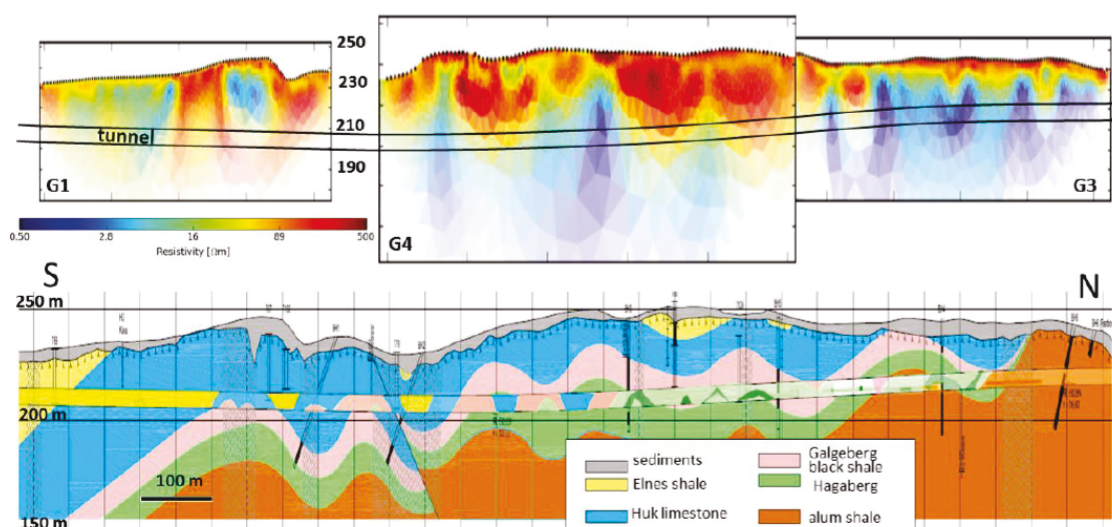 250
230
210
190
tunnel
G1
G4
G3
0.50 2.8 16 89 500
Resistivity [Ωm]
S
N
250 m
200 m
150 m
100 m
sediments
Elnes shale
Huk limestone
Galgeberg
black shale
Hagaberg
alum shale